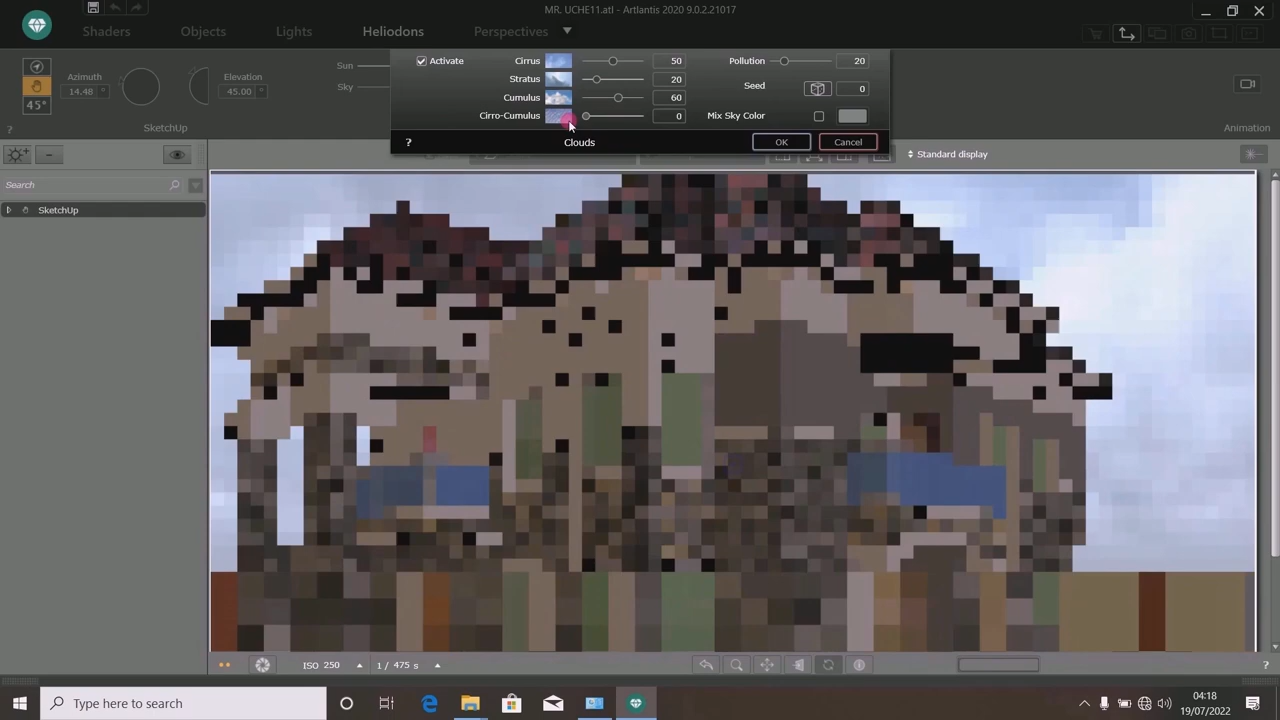 MR. UCHE11.atl - Artlantis 2020 9.0.2.21017
Shaders
Objects
Lights
Heliodons
Perspectives
Azimuth
14.48
Elevation
45.00
45°
?
SketchUp
Sun
Sky
Activate
Cirrus
50
Stratus
20
Cumulus
60
Cirro-Cumulus
0
Pollution
20
Seed
0
Mix Sky Color
?
Clouds
OK
Cancel
Animation
Standard display
Search
SketchUp
ISO 250
1 / 475 s
?
Type here to search
04:18
19/07/2022